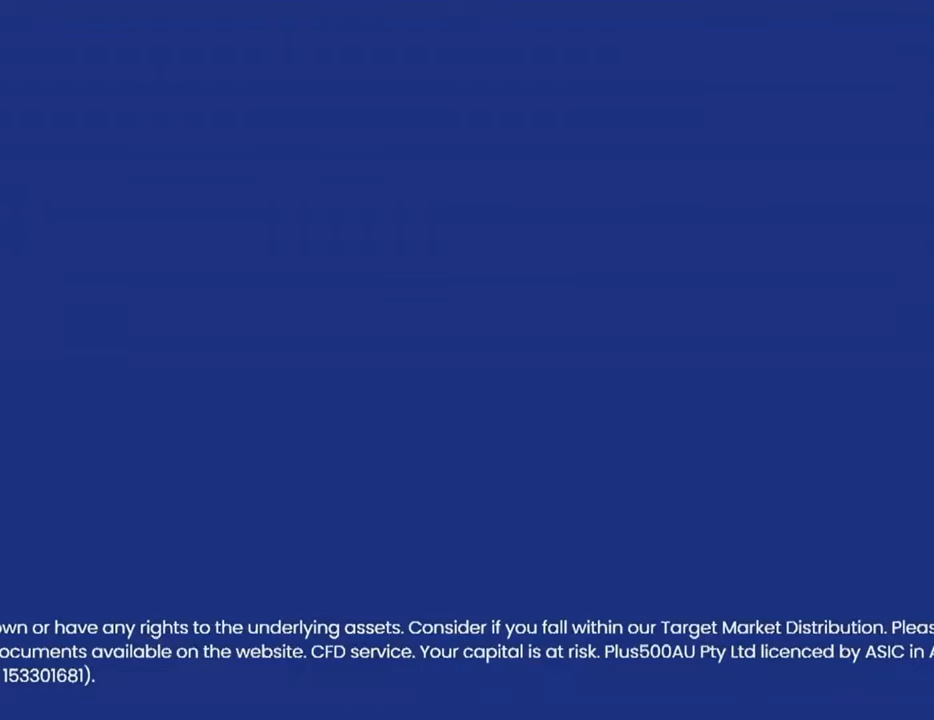 own or have any rights to the underlying assets. Consider if you fall within our Target Market Distribution. Pleas
ocuments available on the website. CFD service. Your capital is at risk. Plus500AU Pty Ltd licenced by ASIC in A
153301681).